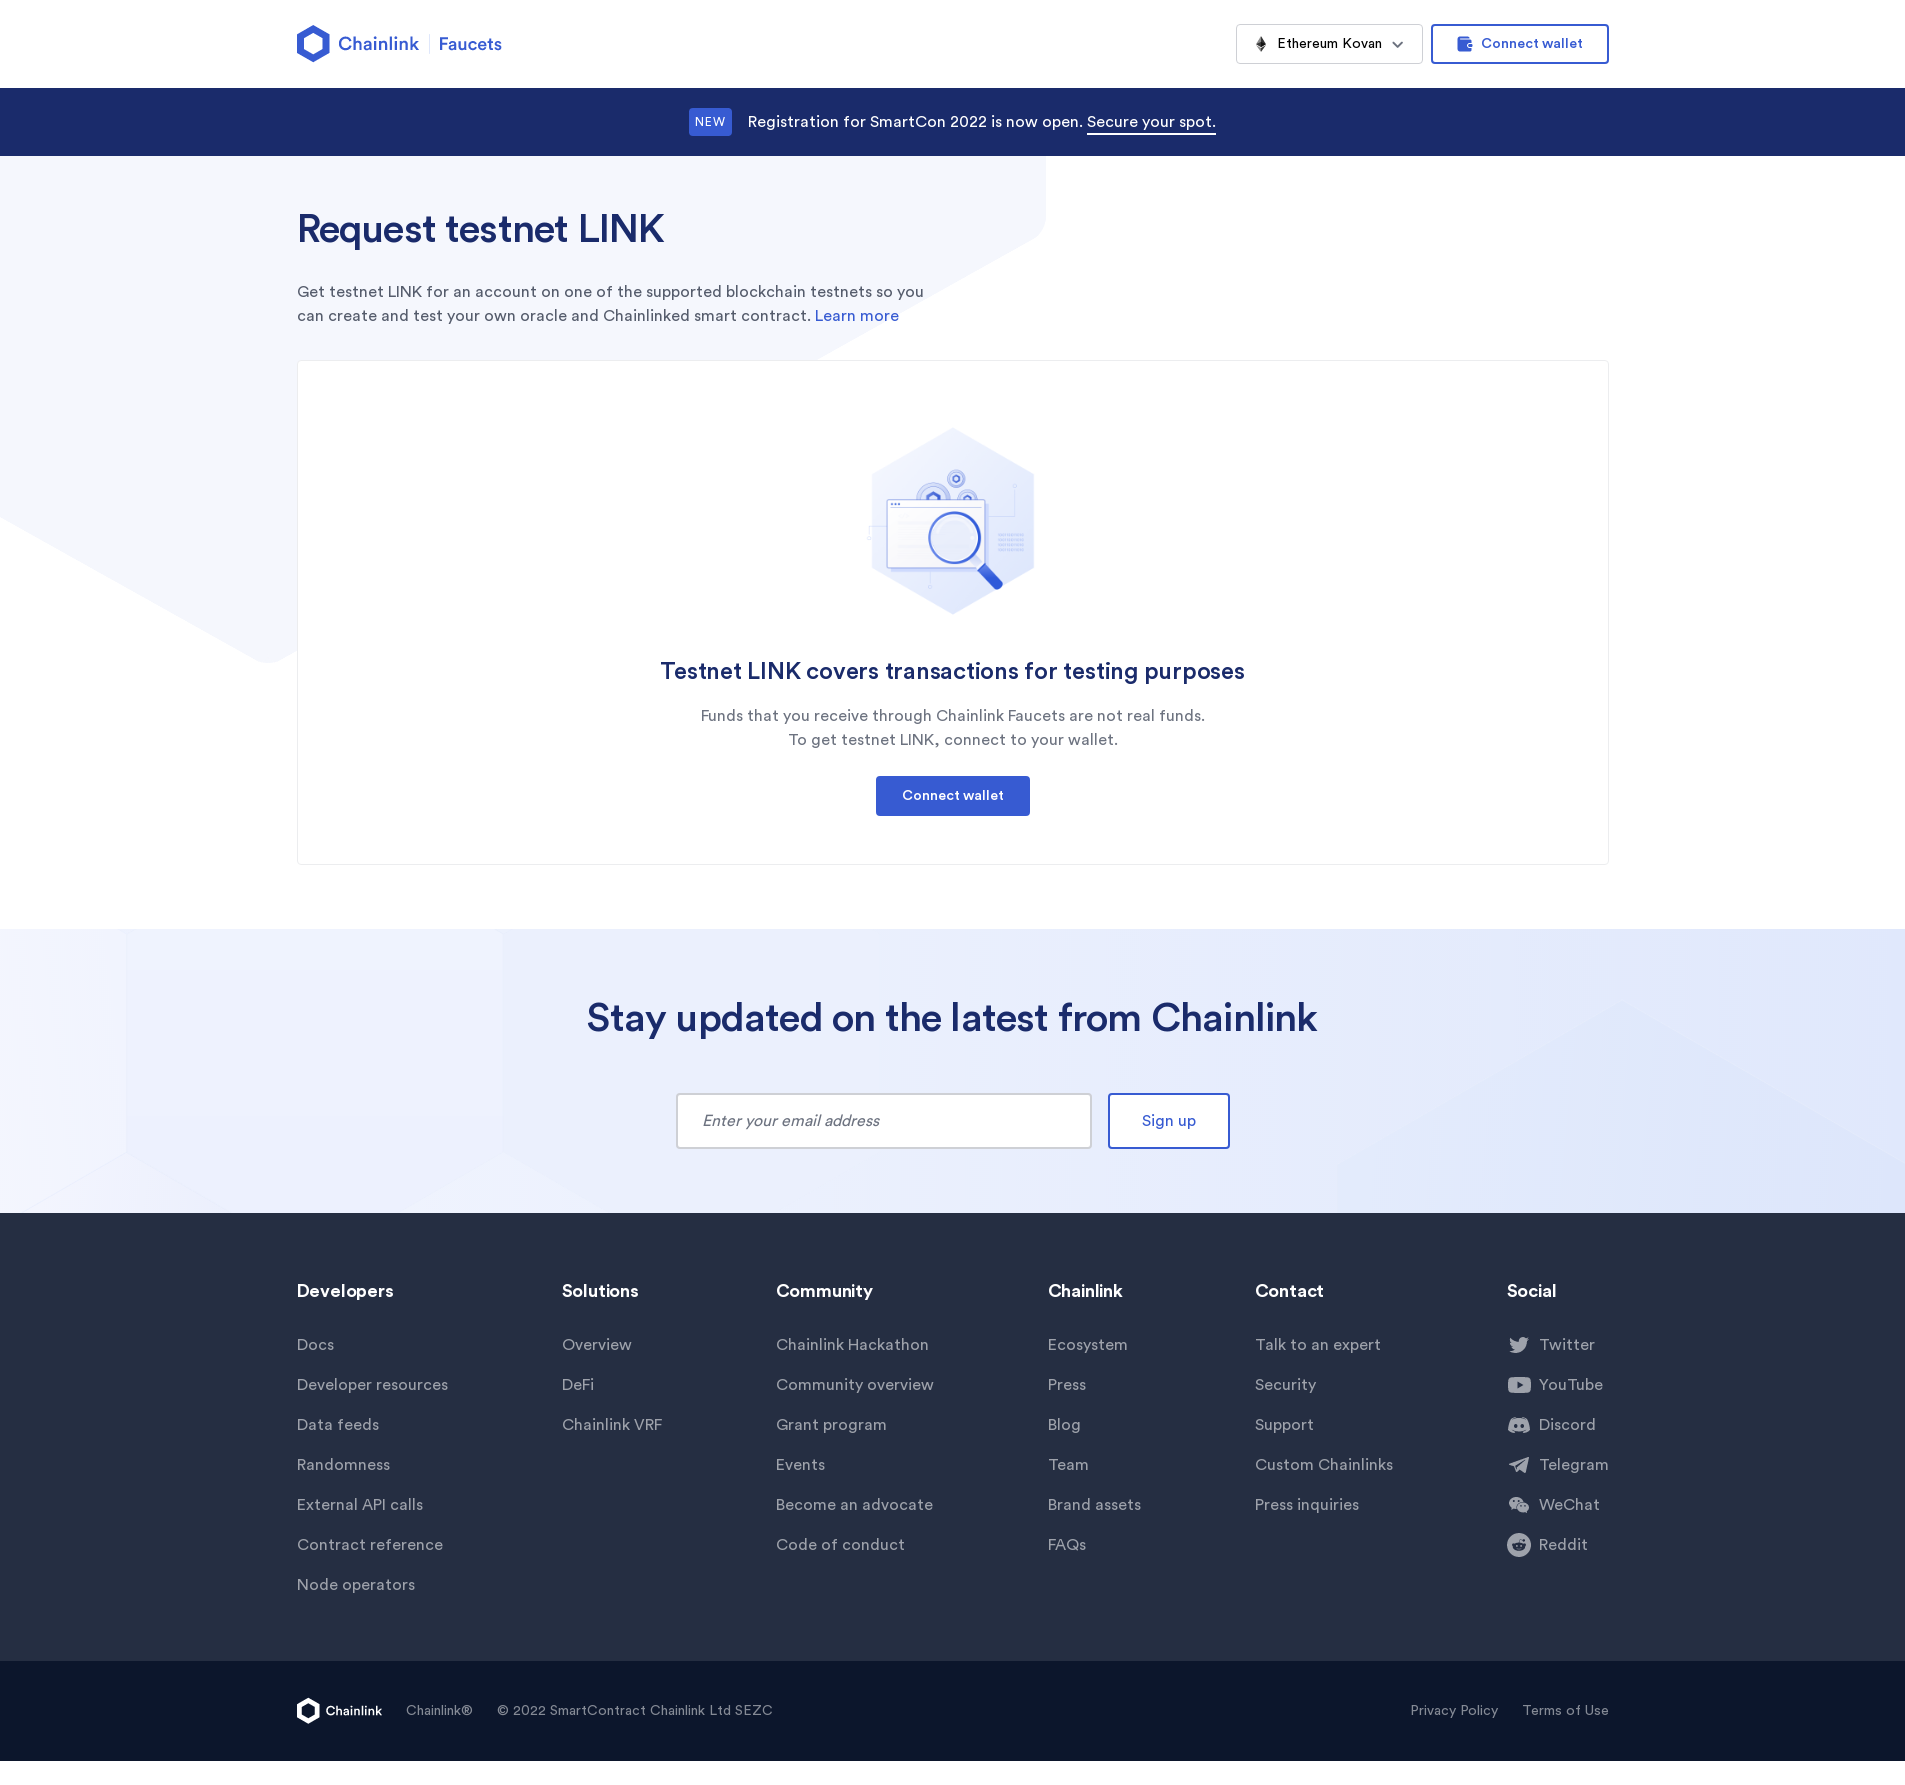 Chainlink | Faucets
Ethereum Kovan
Connect wallet
NEW Registration for SmartCon 2022 is now open. Secure your spot.
Request testnet LINK
Get testnet LINK for an account on one of the supported blockchain testnets so you
can create and test your own oracle and Chainlinked smart contract. Learn more
Testnet LINK covers transactions for testing purposes
Funds that you receive through Chainlink Faucets are not real funds.
To get testnet LINK, connect to your wallet.
Connect wallet
Stay updated on the latest from Chainlink
Enter your email address
Sign up
Developers
Docs
Developer resources
Data feeds
Randomness
External API calls
Contract reference
Node operators
Solutions
Overview
DeFi
Chainlink VRF
Community
Chainlink Hackathon
Community overview
Grant program
Events
Become an advocate
Code of conduct
Chainlink
Ecosystem
Press
Blog
Team
Brand assets
FAQs
Contact
Talk to an expert
Security
Support
Custom Chainlinks
Press inquiries
Social
Twitter
YouTube
Discord
Telegram
WeChat
Reddit
Chainlink Chainlink® © 2022 SmartContract Chainlink Ltd SEZC
Privacy Policy Terms of Use